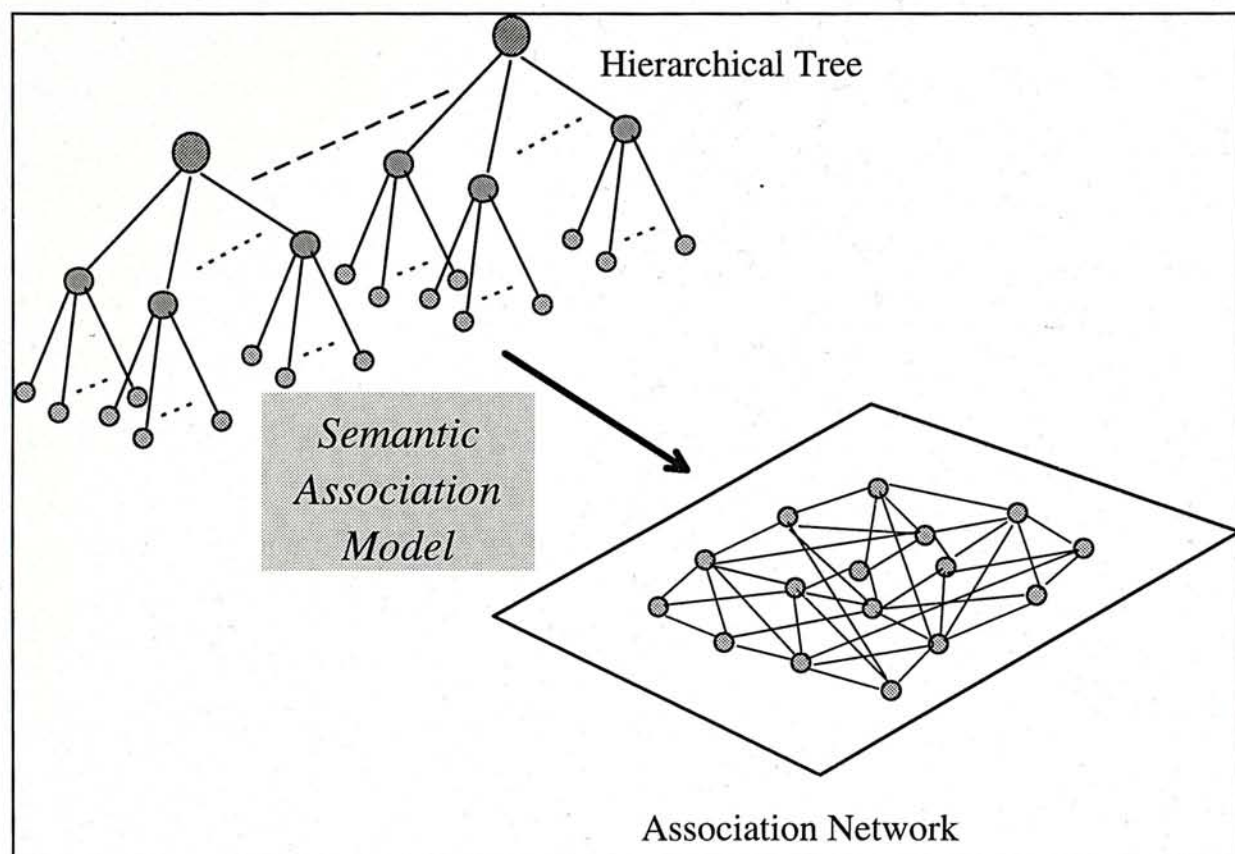 Hierarchical Tree
Semantic
Association
Model
Association Network